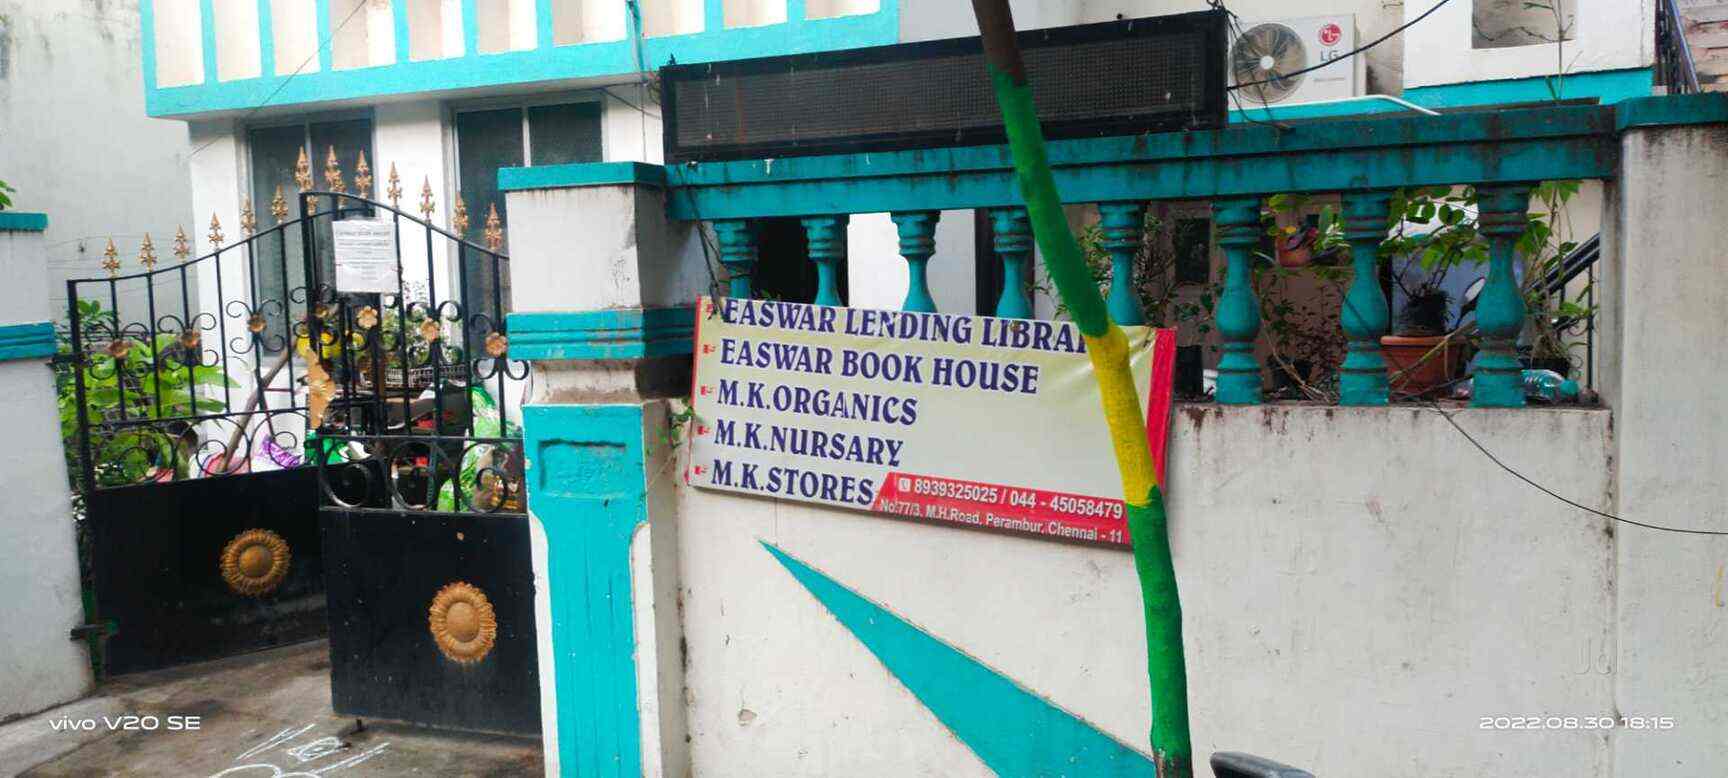 LG
EASWAR LENDING LIBRA
EASWAR BOOK HOUSE
M.K.ORGANICS
M.K.NURSARY
M.K.STORES
8939325025 / 044 - 45058479
No:77/3, M.H.Road, Perambur, Chennai - 11
Jd
vivo V20 SE
2022.08.30 18:15